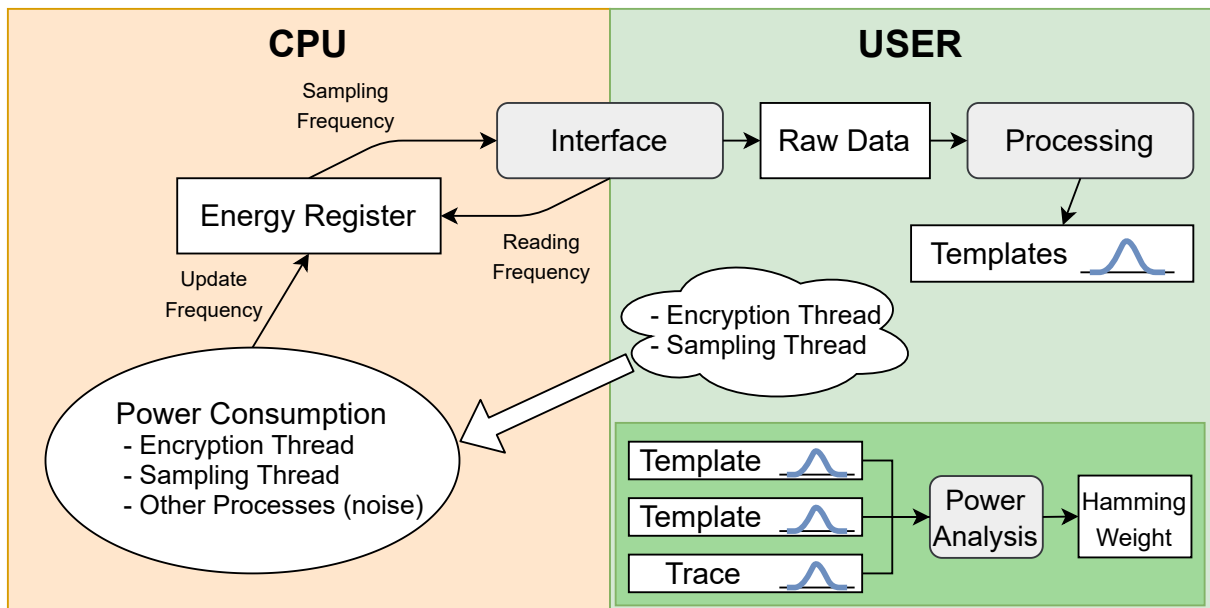 CPU
USER
Sampling
Frequency
Interface
Raw Data
Processing
Energy Register
Reading
Frequency
Templates
Update
Frequency
- Encryption Thread
- Sampling Thread
Power Consumption
- Encryption Thread
- Sampling Thread
- Other Processes (noise)
Template
Template
Trace
Power
Analysis
Hamming
Weight